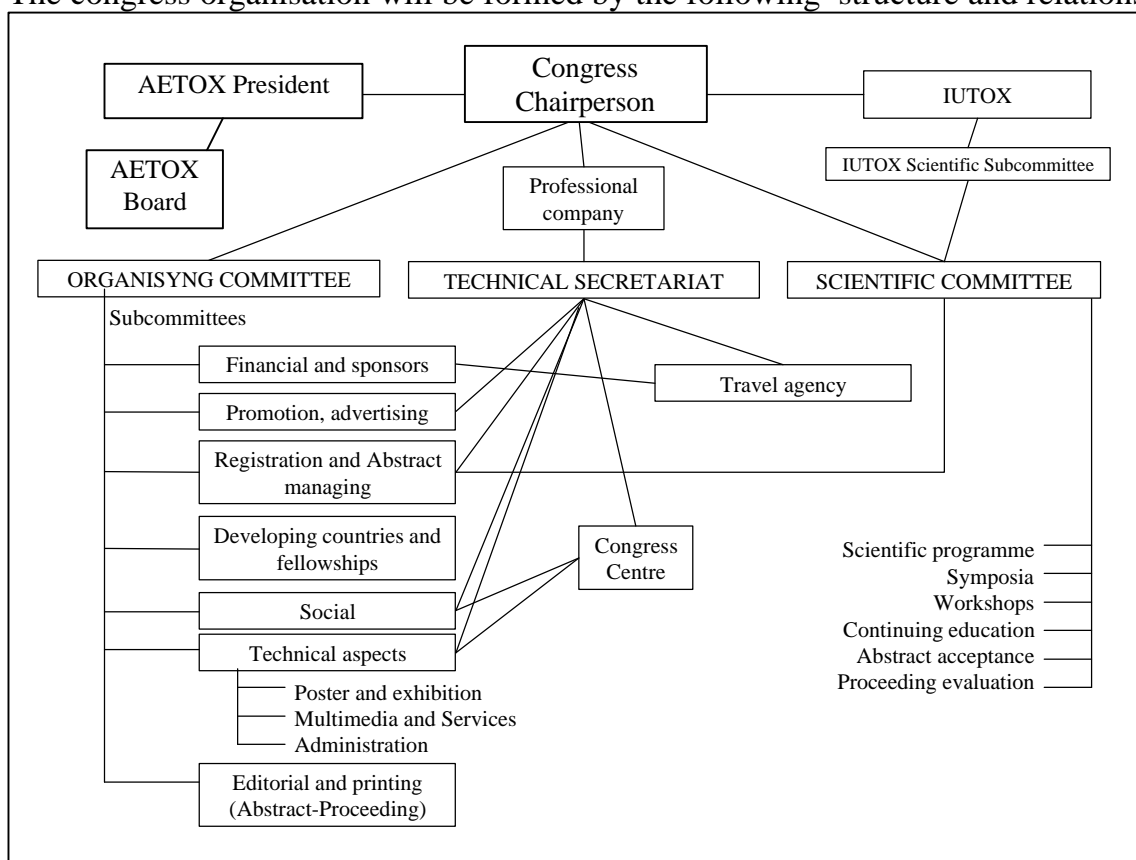 The congress organisation will be formed by the following structure and relations
AETOX President
Congress
Chairperson
IUTOX
AETOX
Board
Professional
company
IUTOX Scientific Subcommittee
ORGANISYNG COMMITTEE
TECHNICAL SECRETARIAT
SCIENTIFIC COMMITTEE
Subcommittees
Financial and sponsors
Travel agency
Promotion, advertising
Registration and Abstract
managing
Developing countries and
fellowships
Congress
Centre
Social
Technical aspects
Poster and exhibition
Multimedia and Services
Administration
Editorial and printing
(Abstract-Proceeding)
Scientific programme
Symposia
Workshops
Continuing education
Abstract acceptance
Proceeding evaluation